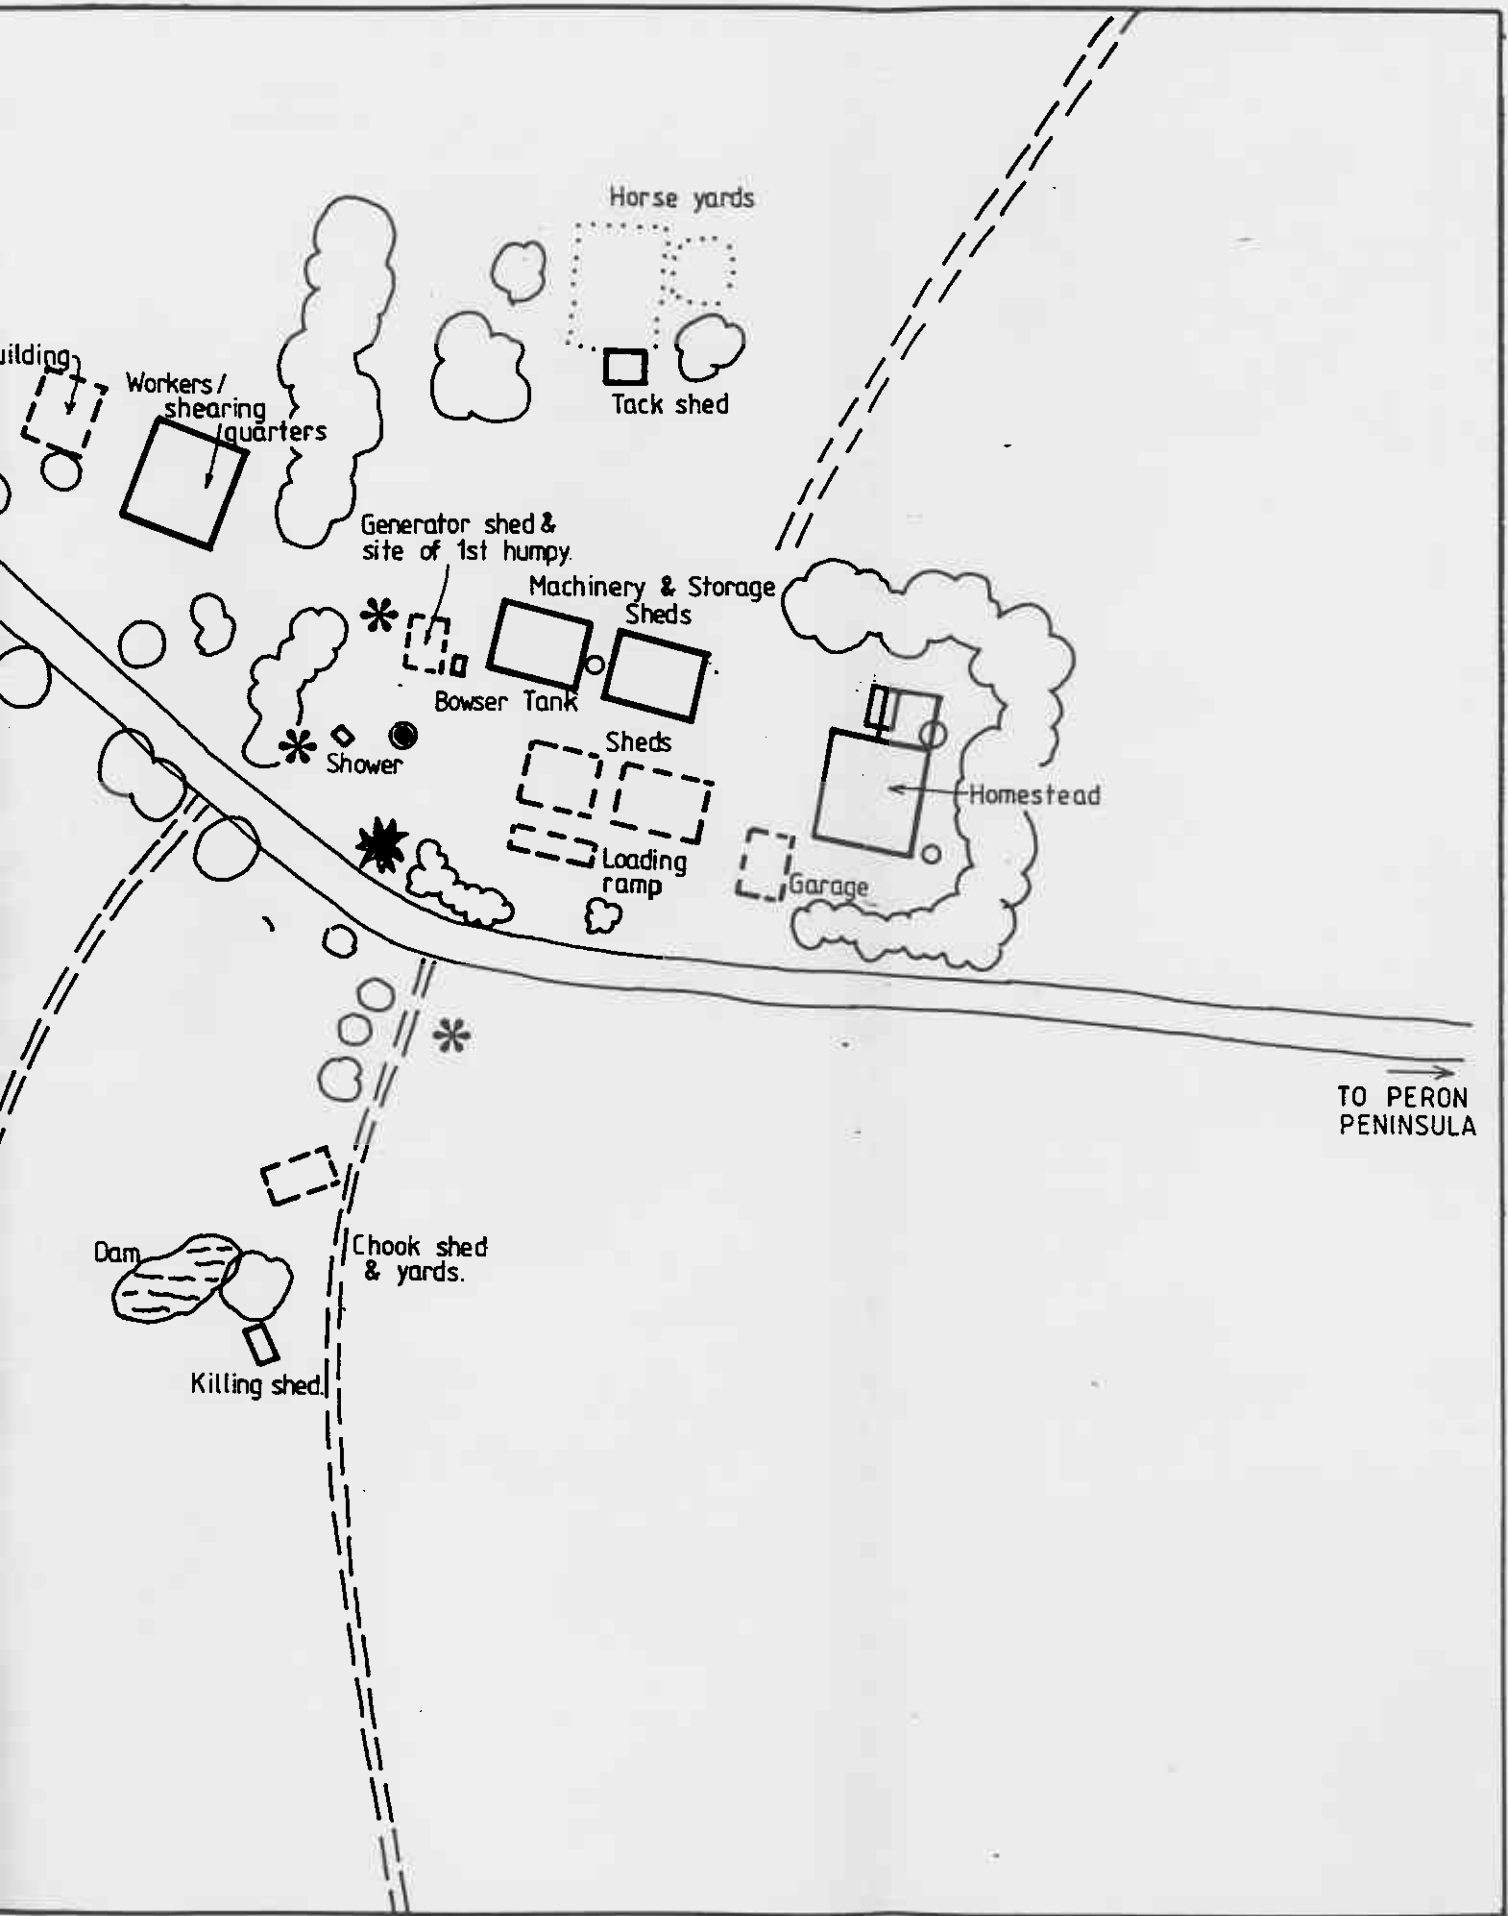 Horse yards
uilding
Workers/
shearing
quarters
Tack shed
Generator shed &
site of 1st humpy.
Machinery & Storage
Sheds
Bowser Tank
Shower
Sheds
Homestead
Loading
ramp
Garage
TO PERON
PENINSULA
Dam
Chook shed
& yards.
Killing shed.